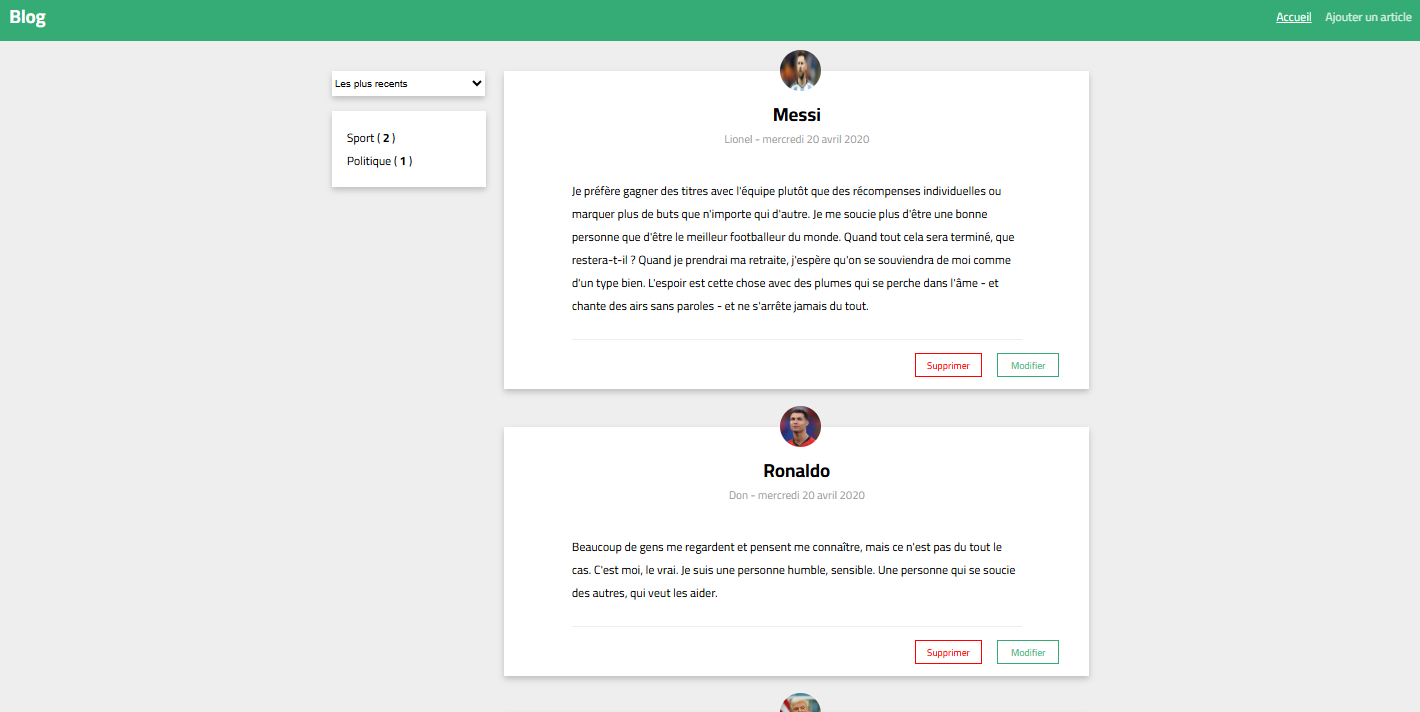 Blog
Accueil Ajouter un article
Les plus recents
Sport ( 2 )
Politique ( 1 )
Messi
Lionel - mercredi 20 avril 2020
Je préfère gagner des titres avec l'équipe plutôt que des récompenses individuelles ou
marquer plus de buts que n'importe qui d'autre. Je me soucie plus d'être une bonne
personne que d'être le meilleur footballeur du monde. Quand tout cela sera terminé, que
restera-t-il ? Quand je prendrai ma retraite, j'espère qu'on se souviendra de moi comme
d'un type bien. L'espoir est cette chose avec des plumes qui se perche dans l'âme - et
chante des airs sans paroles - et ne s'arrête jamais du tout.
Supprimer Modifier
Ronaldo
Don - mercredi 20 avril 2020
Beaucoup de gens me regardent et pensent me connaître, mais ce n'est pas du tout le
cas. C'est moi, le vrai. Je suis une personne humble, sensible. Une personne qui se soucie
des autres, qui veut les aider.
Supprimer Modifier